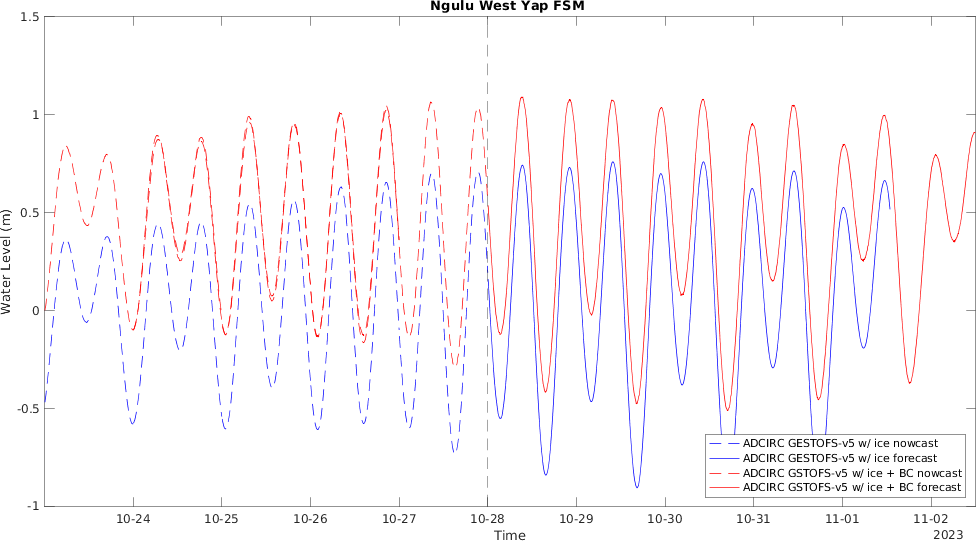 Ngulu West Yap FSM
1.5
1
0.5
0
-0.5
-1
Water Level (m)
10-24 10-25 10-26 10-27 10-28 10-29 10-30 10-31 11-01 11-02
Time
2023
ADCIRC GESTOFS-v5 w/ ice nowcast
ADCIRC GESTOFS-v5 w/ ice forecast
ADCIRC GSTOFS-v5 w/ ice + BC nowcast
ADCIRC GSTOFS-v5 w/ ice + BC forecast